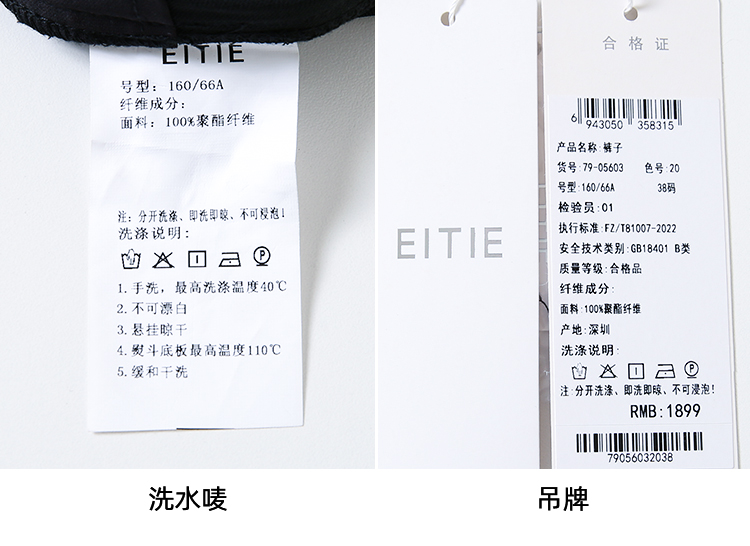 EITIE
号型: 160/66A
纤维成分:
面料: 100%聚酯纤维
注: 分开洗涤、即洗即晾、不可浸泡!
洗涤说明:
1.手洗,最高洗涤温度40℃
2.不可漂白
3.悬挂晾干
4.熨斗底板最高温度110℃
5.缓和干洗
洗水唛
EITIE
合格证
6 943050 358315
产品名称:裤子
货号:79-05603 色号:20
号型:160/66A 38码
检验员:01
执行标准:FZ/T81007-2022
安全技术类别:GB18401 B类
质量等级:合格品
纤维成分:
面料:100%聚酯纤维
产地:深圳
洗涤说明:
注:分开洗涤、即洗即晾、不可浸泡!
RMB:1899
79056032038
吊牌